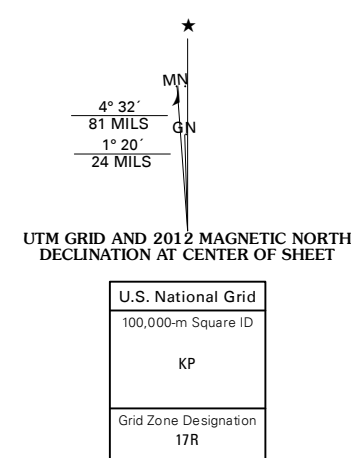 ★
MN
4° 32´
81 MILS
GN
1° 20´
24 MILS
UTM GRID AND 2012 MAGNETIC NORTH
DECLINATION AT CENTER OF SHEET
U.S. National Grid
100,000-m Square ID
KP
Grid Zone Designation
17R